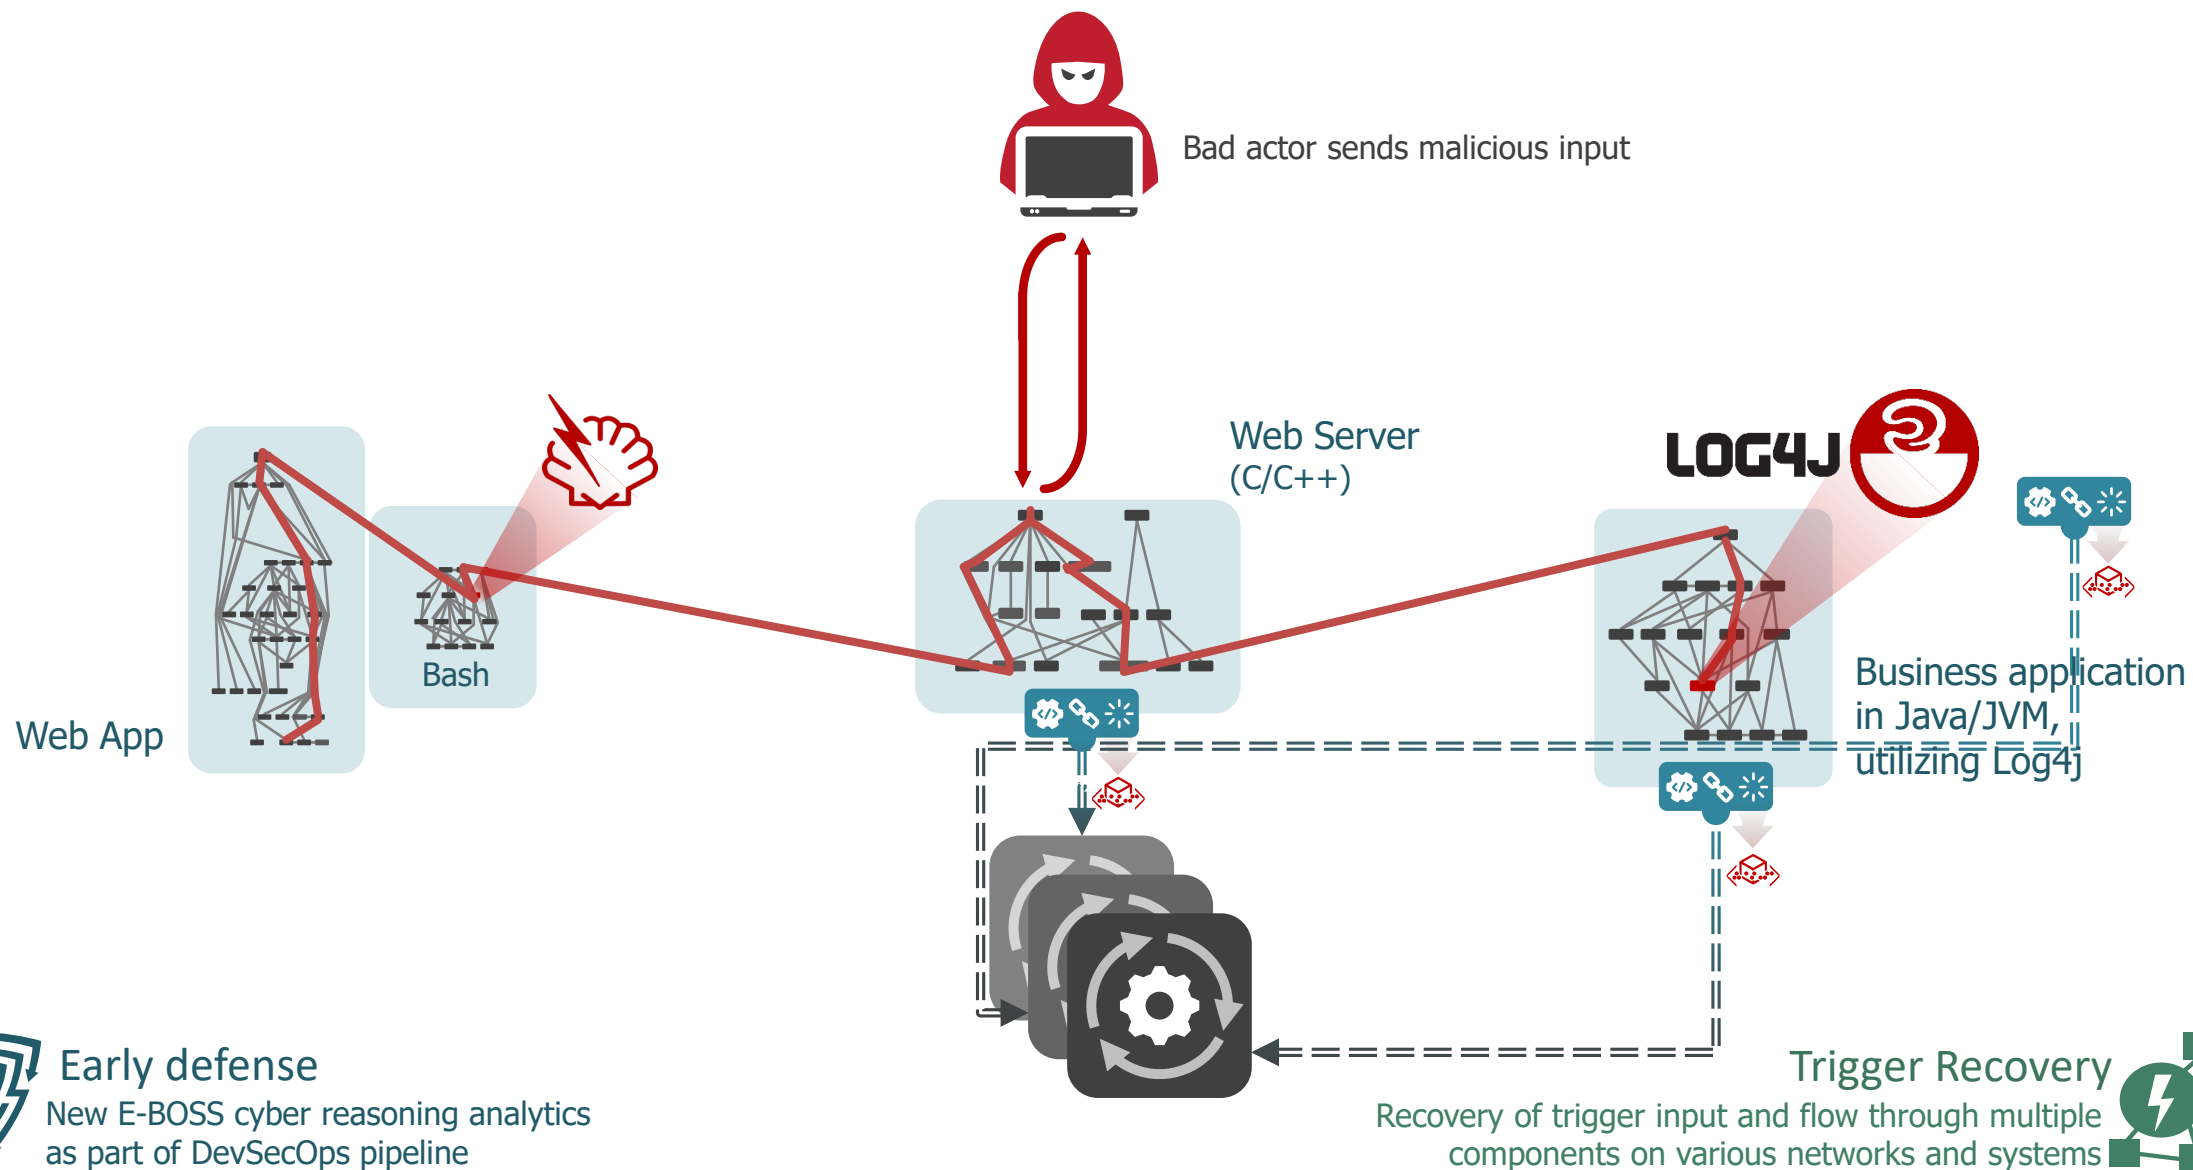 Bad actor sends malicious input
Web Server
(C/C++)
LOG4J
Bash
Web App
Business application
in Java/JVM,
utilizing Log4j
Early defense
New E-BOSS cyber reasoning analytics
as part of DevSecOps pipeline
Trigger Recovery
Recovery of trigger input and flow through multiple
components on various networks and systems